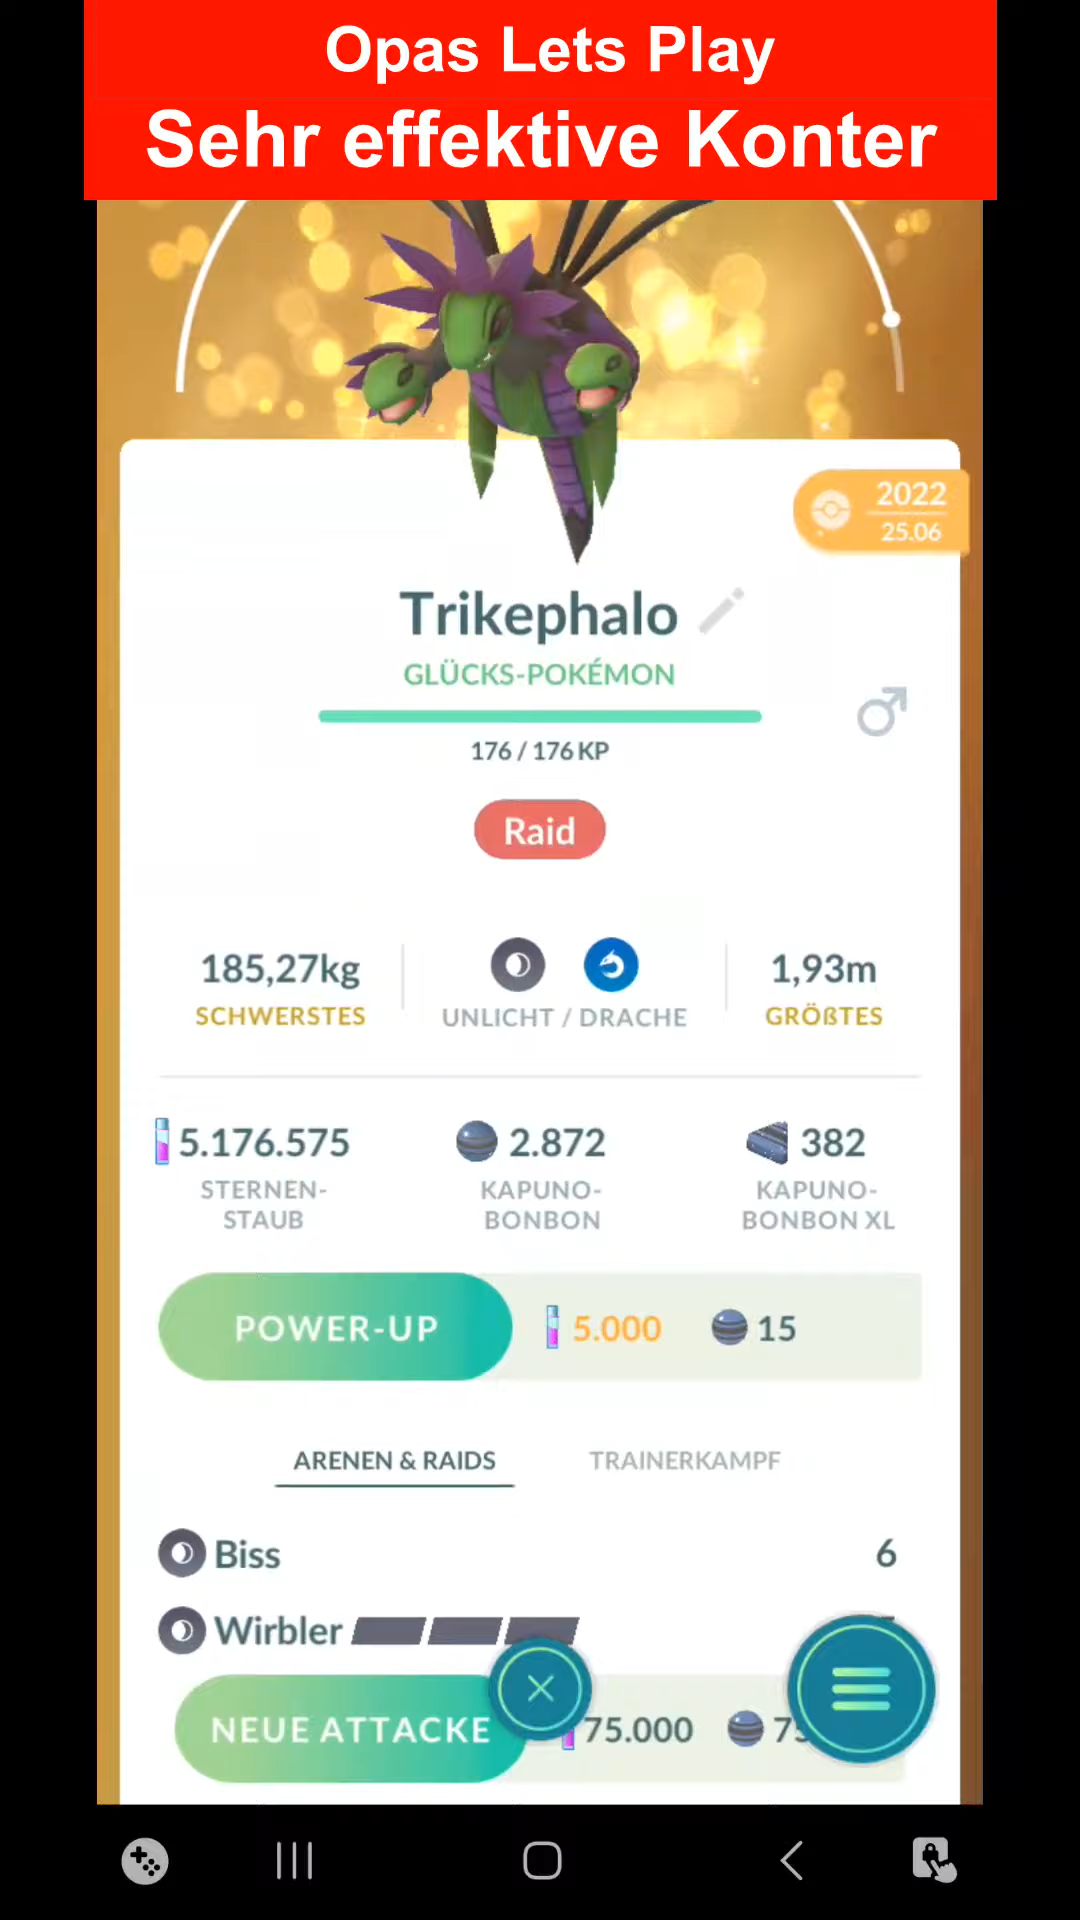 Opas Lets Play
Sehr effektive Konter
2022
25.06
Trikephalo
GLÜCKS-POKÉMON
176 / 176 KP
Raid
185,27kg
SCHWERSTES
UNLICHT / DRACHE
1,93m
GRÖßTES
5.176.575
STERNEN-
STAUB
2.872
KAPUNO-
BONBON
382
KAPUNO-
BONBON XL
POWER-UP
5.000
15
ARENEN & RAIDS
TRAINERKAMPF
Biss
6
Wirbler
NEUE ATTACKE
75.000